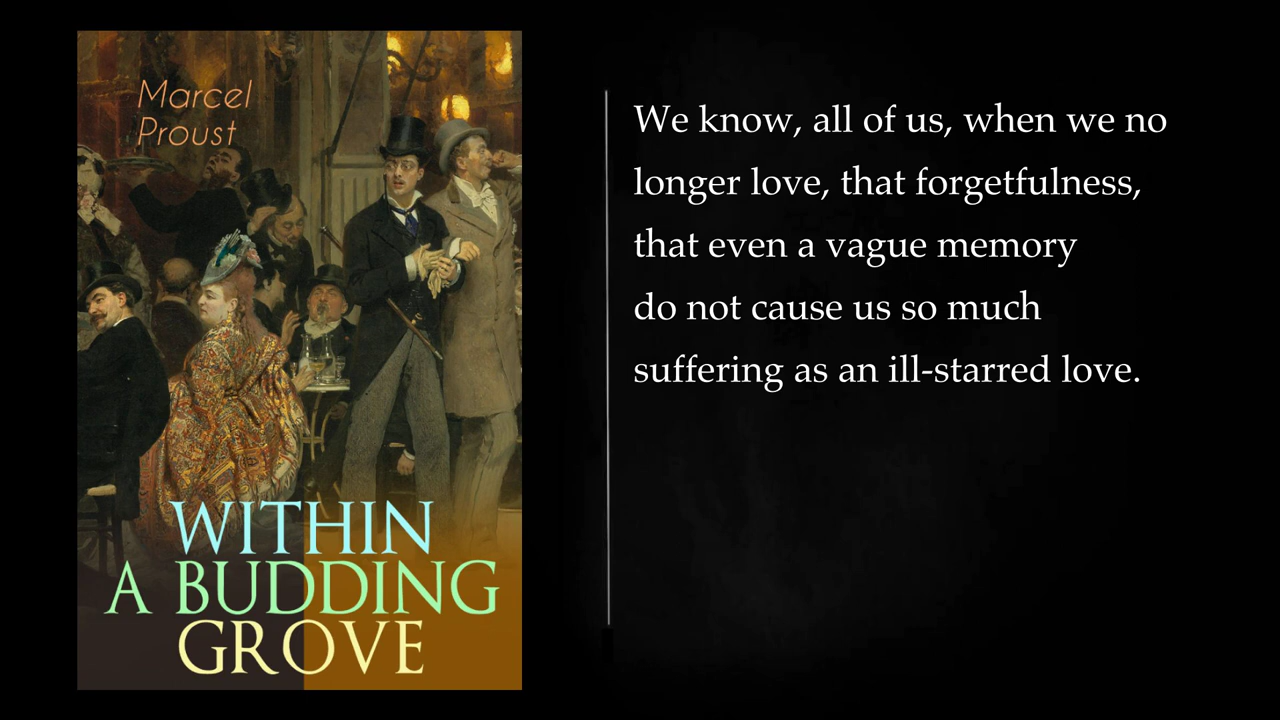 Marcel
Proust
WITHIN
A BUDDING
GROVE
We know, all of us, when we no
longer love, that forgetfulness,
that even a vague memory
do not cause us so much
suffering as an ill-starred love.